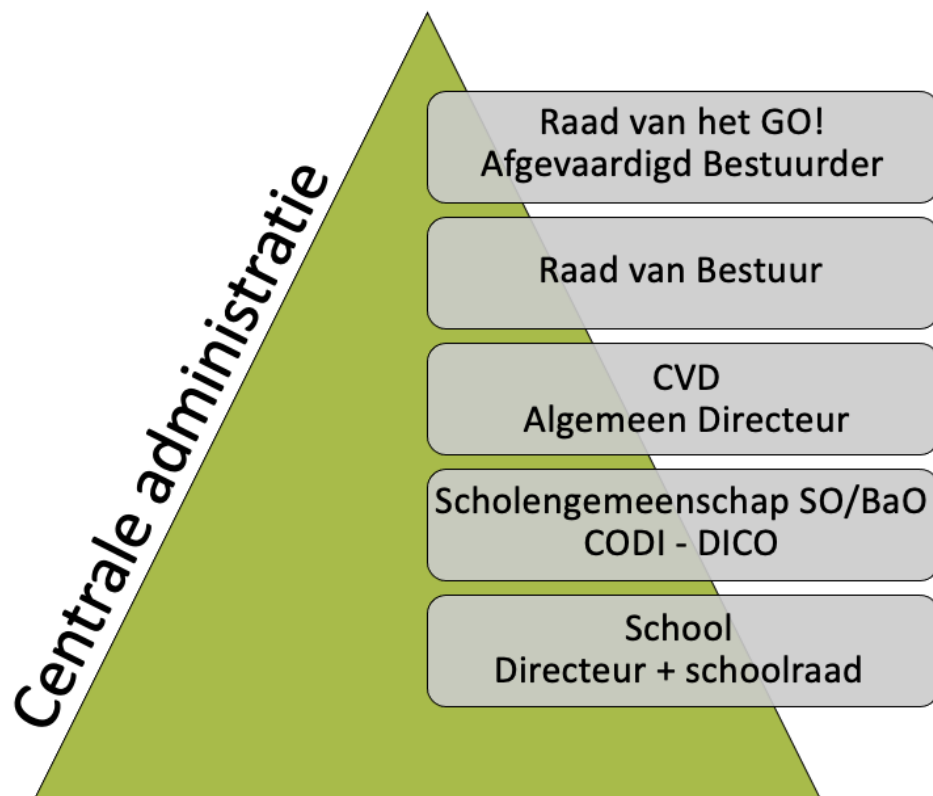 Centrale administratie
Raad van het GO!
Afgevaardigd Bestuurder
Raad van Bestuur
CVD
Algemeen Directeur
Scholengemeenschap SO/BaO
CODI - DICO
School
Directeur + schoolraad